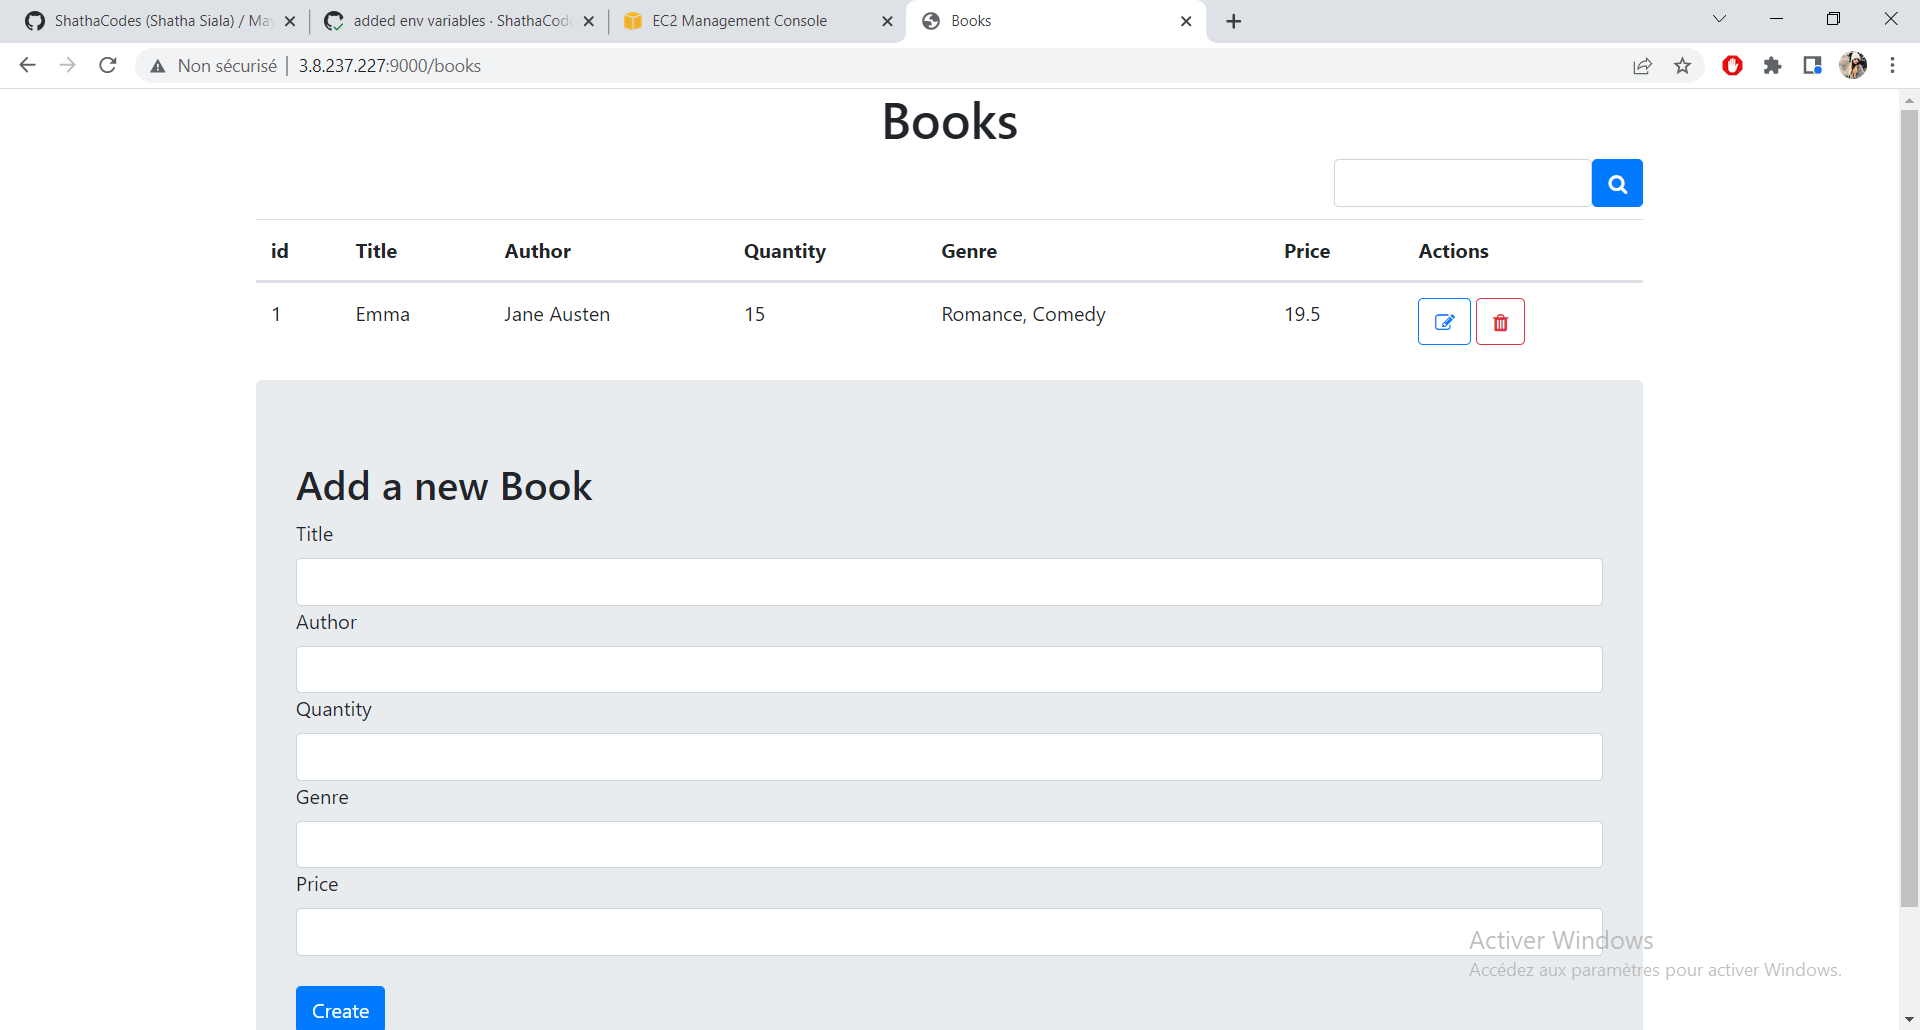 ShathaCodes (Shatha Siala) / May
added env variables · ShathaCode
EC2 Management Console
Books
Non sécurisé
3.8.237.227:9000/books
Books
id Title Author Quantity Genre Price Actions
1 Emma Jane Austen 15 Romance, Comedy 19.5
Add a new Book
Title
Author
Quantity
Genre
Price
Create
Activer Windows
Accédez aux paramètres pour activer Windows.